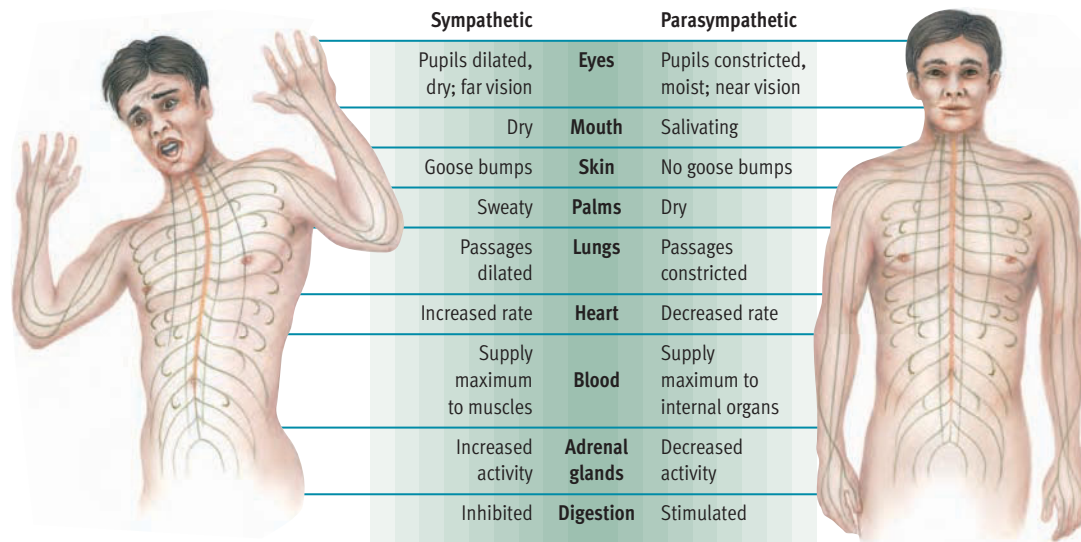 Sympathetic Parasympathetic
Pupils dilated, Eyes Pupils constricted,
dry; far vision moist; near vision
Dry Mouth Salivating
Goose bumps Skin No goose bumps
Sweaty Palms Dry
Passages Lungs Passages
dilated constricted
Increased rate Heart Decreased rate
Supply Supply
maximum Blood maximum to
to muscles internal organs
Increased Adrenal Decreased
activity glands activity
Inhibited Digestion Stimulated